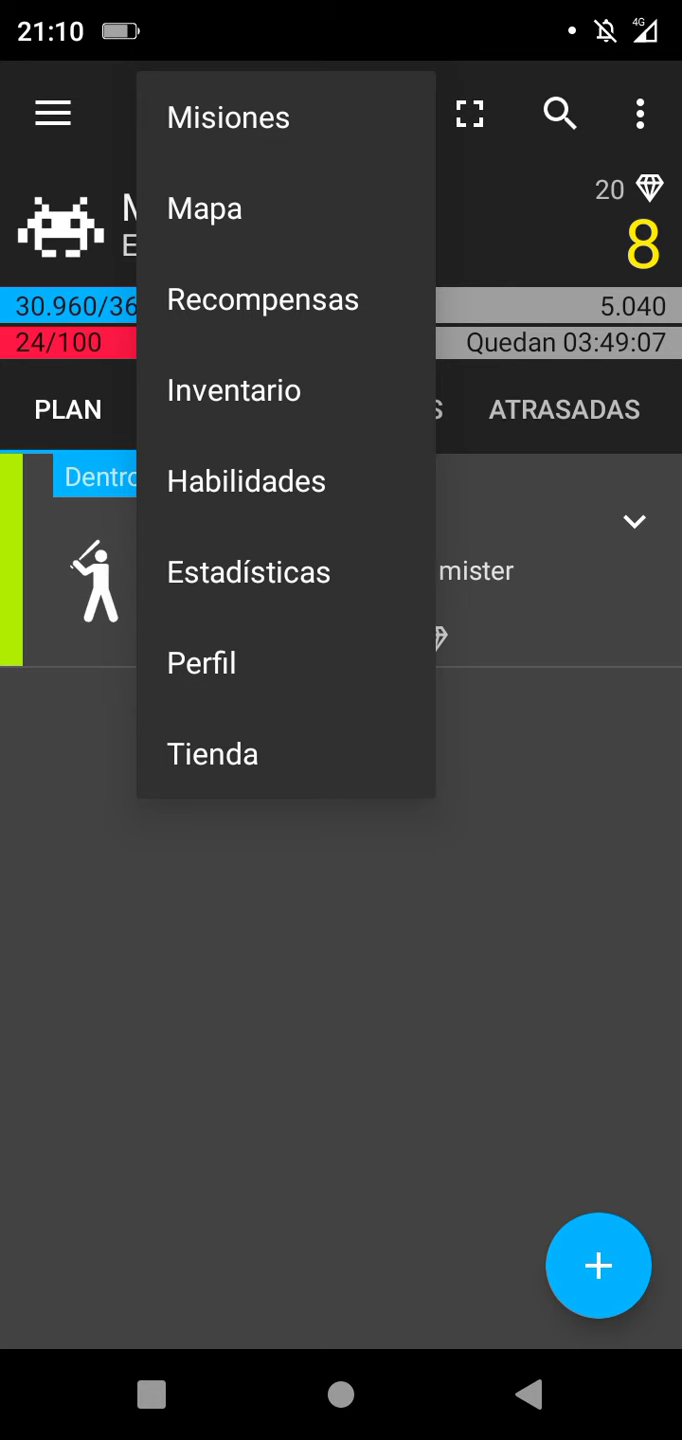 21:10
4G
Misiones
Mapa
20
8
Recompensas
30.960/36
5.040
24/100
Quedan 03:49:07
Inventario
PLAN
S
ATRASADAS
Habilidades
Dentro
Estadísticas
mister
Perfil
Tienda